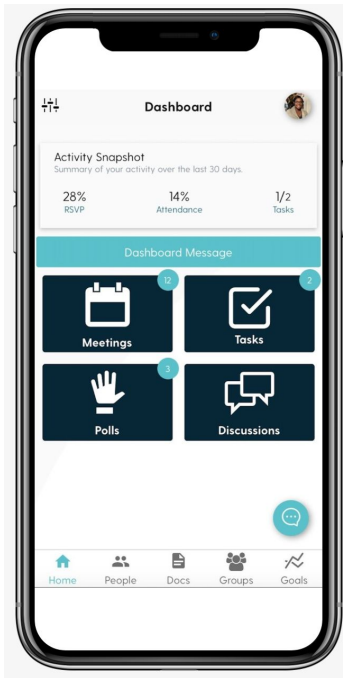 Dashboard
Activity Snapshot
Summary of your activity over the last 30 days.
28% 14% 1/2
RSVP Attendance Tasks
Dashboard Message
12 2
Meetings Tasks
3
Polls Discussions
Home People Docs Groups Goals